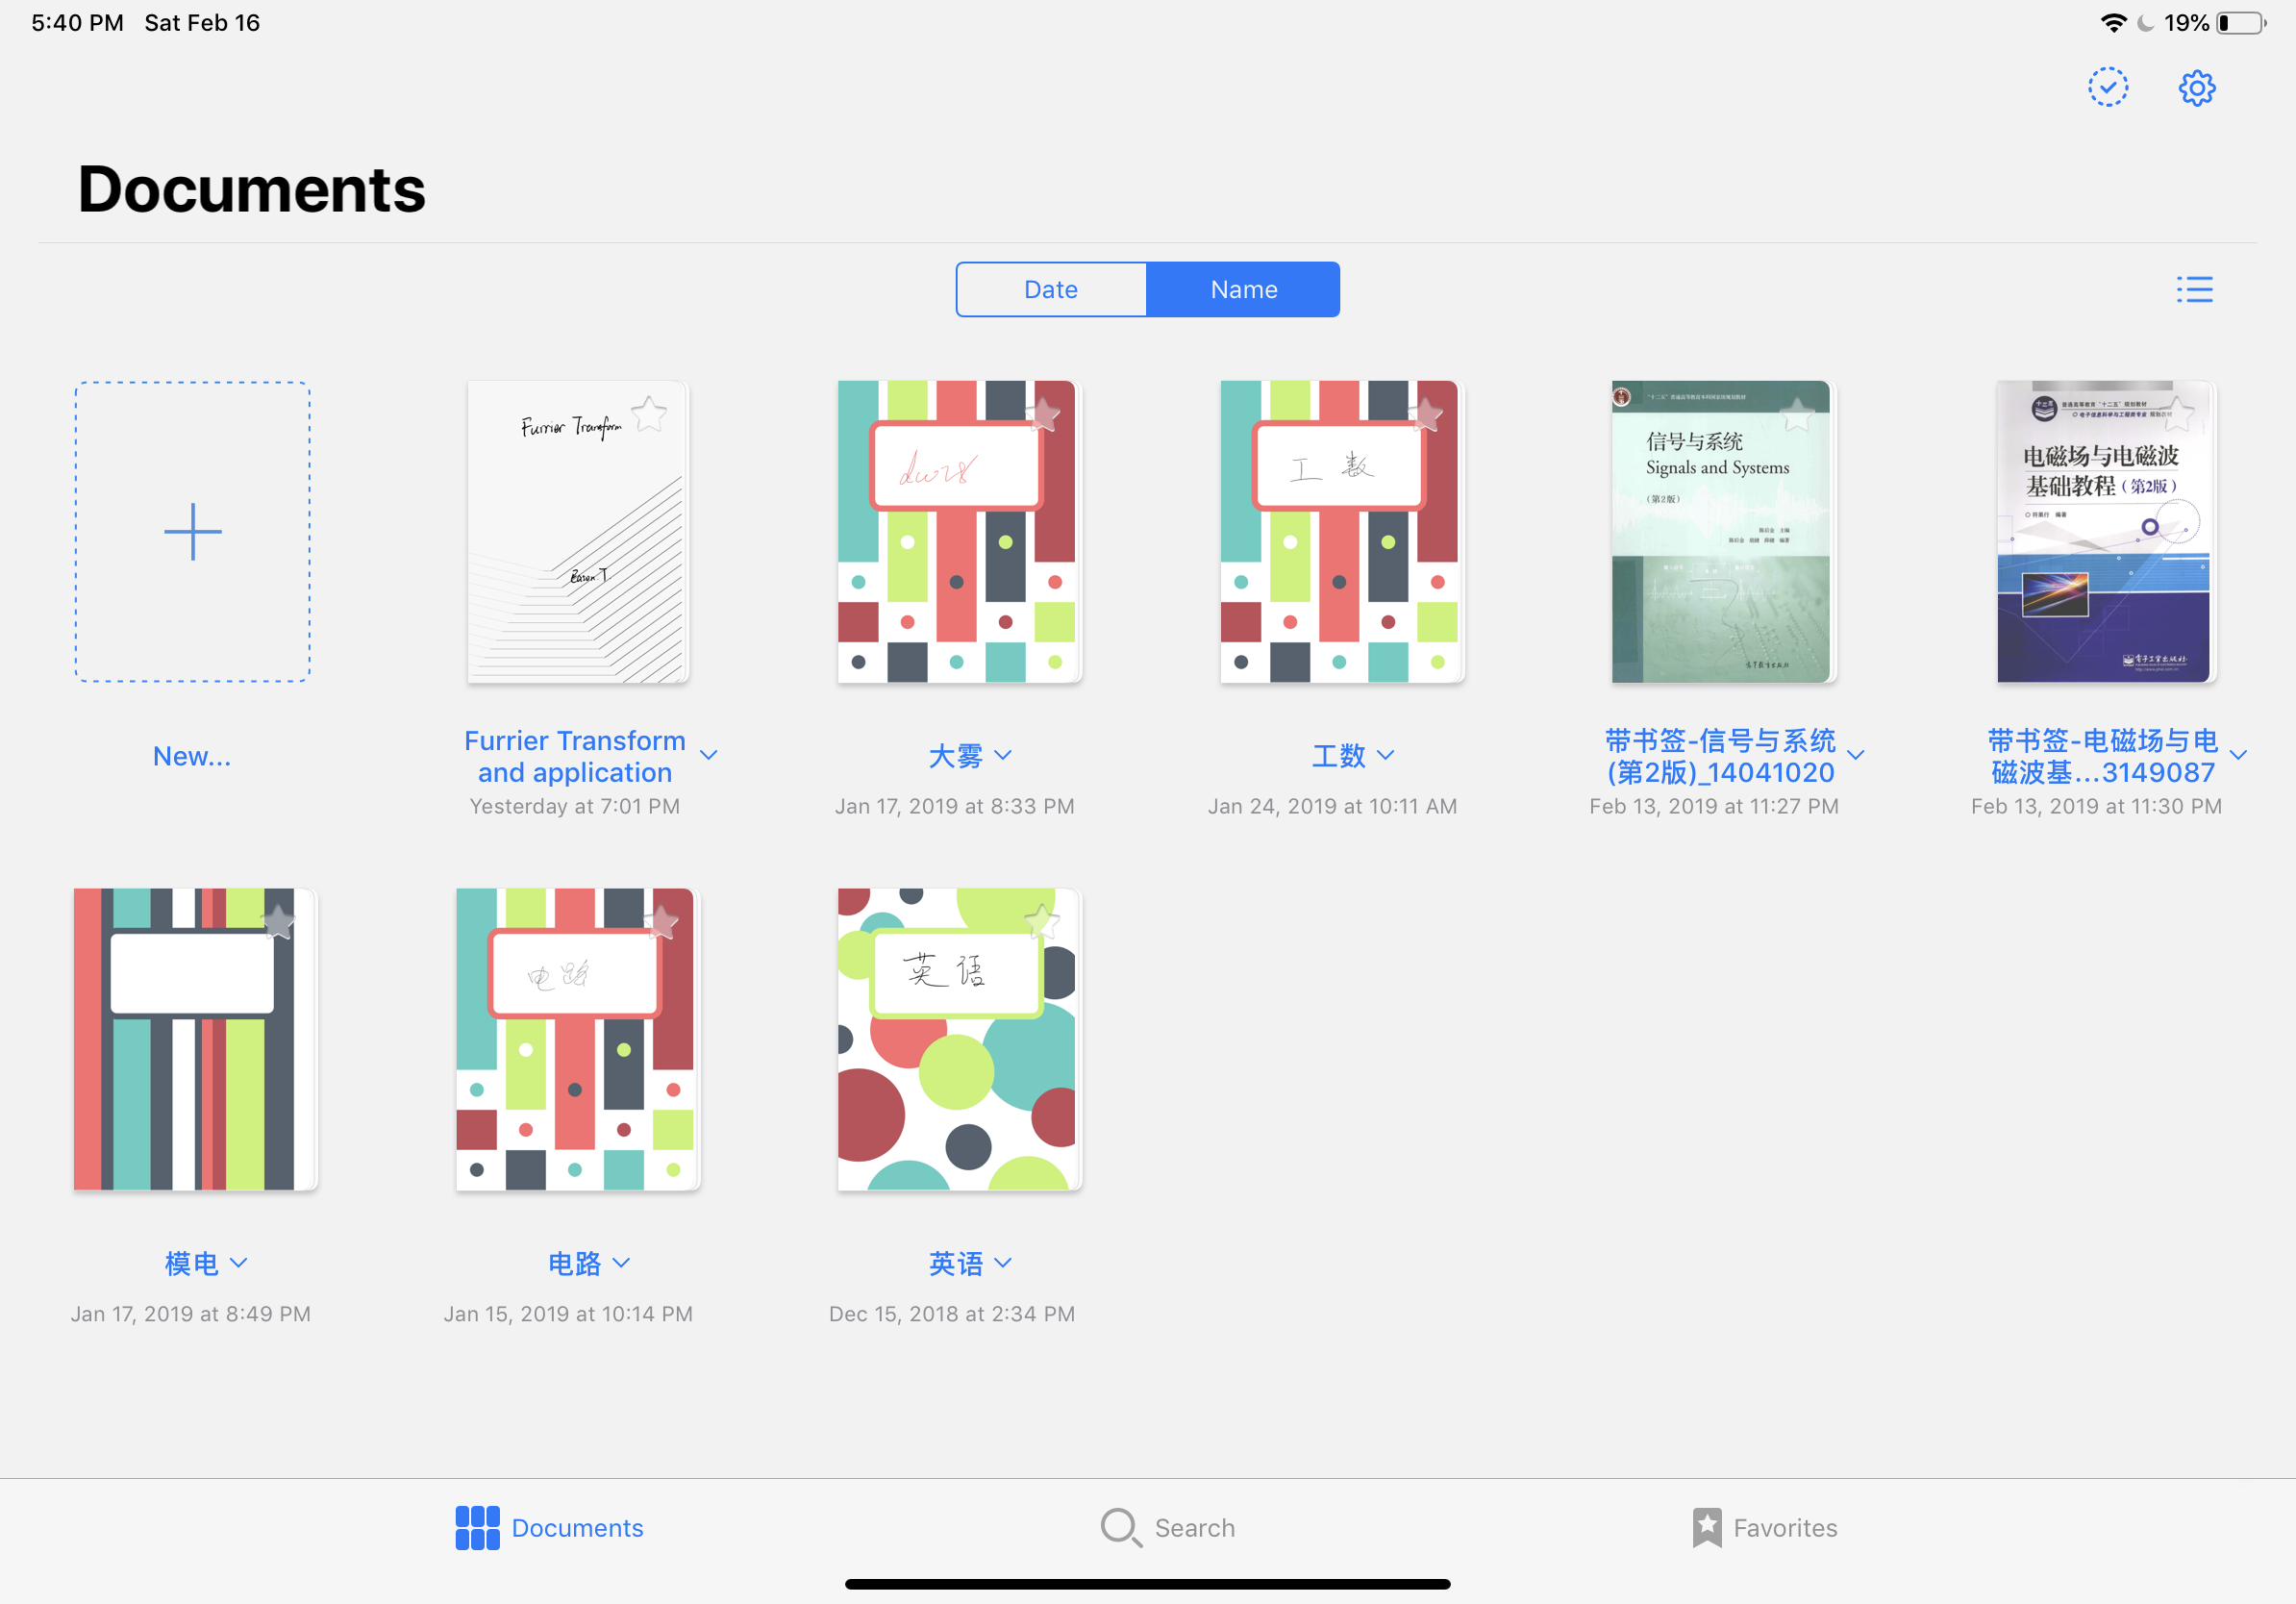 5:40 PM Sat Feb 16
19%
Documents
Date
Name
Furrier Transform
工数
信号与系统
Signals and Systems
(第2版)
电磁场与电磁波
基础教程(第2版)
New...
Furrier Transform
and application
Yesterday at 7:01 PM
大雾
Jan 17, 2019 at 8:33 PM
工数
Jan 24, 2019 at 10:11 AM
带书签-信号与系统
(第2版)_14041020
Feb 13, 2019 at 11:27 PM
带书签-电磁场与电
磁波基...3149087
Feb 13, 2019 at 11:30 PM
电路
英语
模电
Jan 17, 2019 at 8:49 PM
电路
Jan 15, 2019 at 10:14 PM
英语
Dec 15, 2018 at 2:34 PM
Documents
Search
Favorites